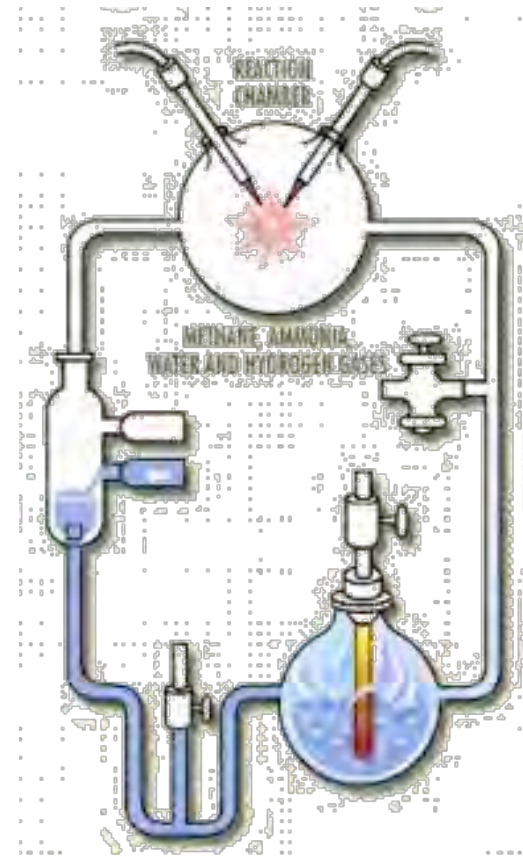 REACTION
CHAMBER
METHANE, AMMONIA,
WATER AND HYDROGEN GASES